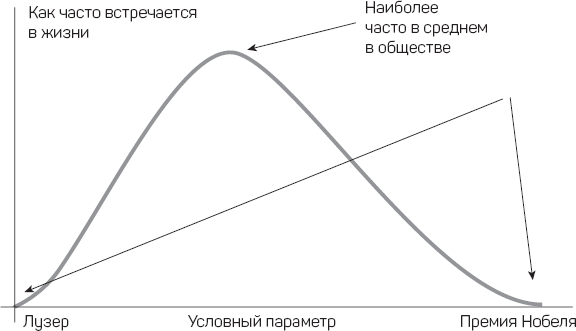 Как часто встречается
в жизни
Наиболее
часто в среднем
в обществе
Лузер
Условный параметр
Премия Нобеля